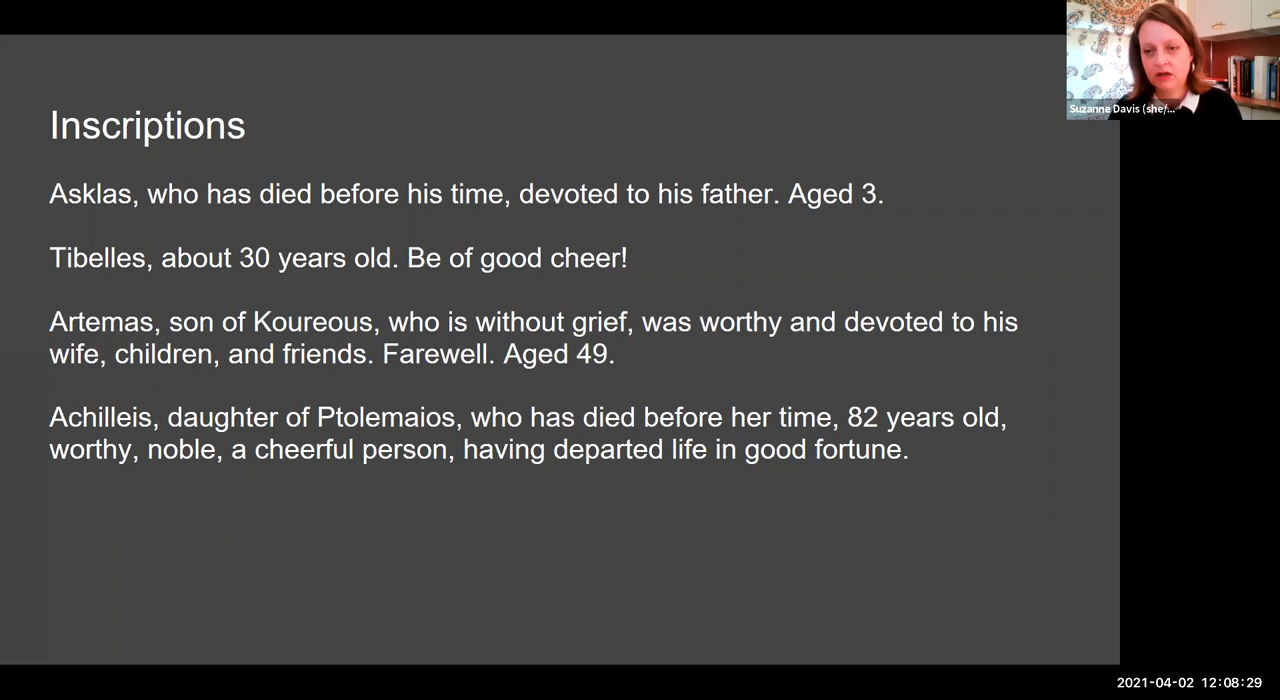 Suzanne Davis (she/...
Inscriptions
Asklas, who has died before his time, devoted to his father. Aged 3.
Tibelles, about 30 years old. Be of good cheer!
Artemas, son of Koureous, who is without grief, was worthy and devoted to his
wife, children, and friends. Farewell. Aged 49.
Achilleis, daughter of Ptolemaios, who has died before her time, 82 years old,
worthy, noble, a cheerful person, having departed life in good fortune.
2021-04-02 12:08:29